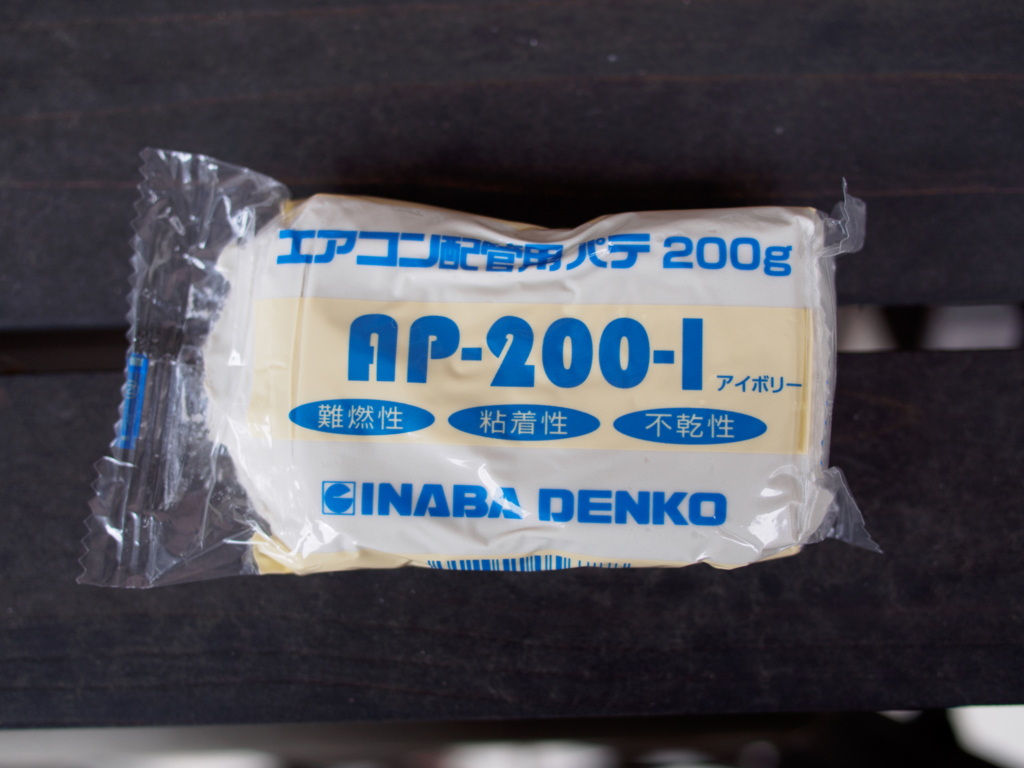 エアコン配管用パテ 200g
AP-200-I
アイボリー
難燃性 粘着性 不乾性
INABA DENKO